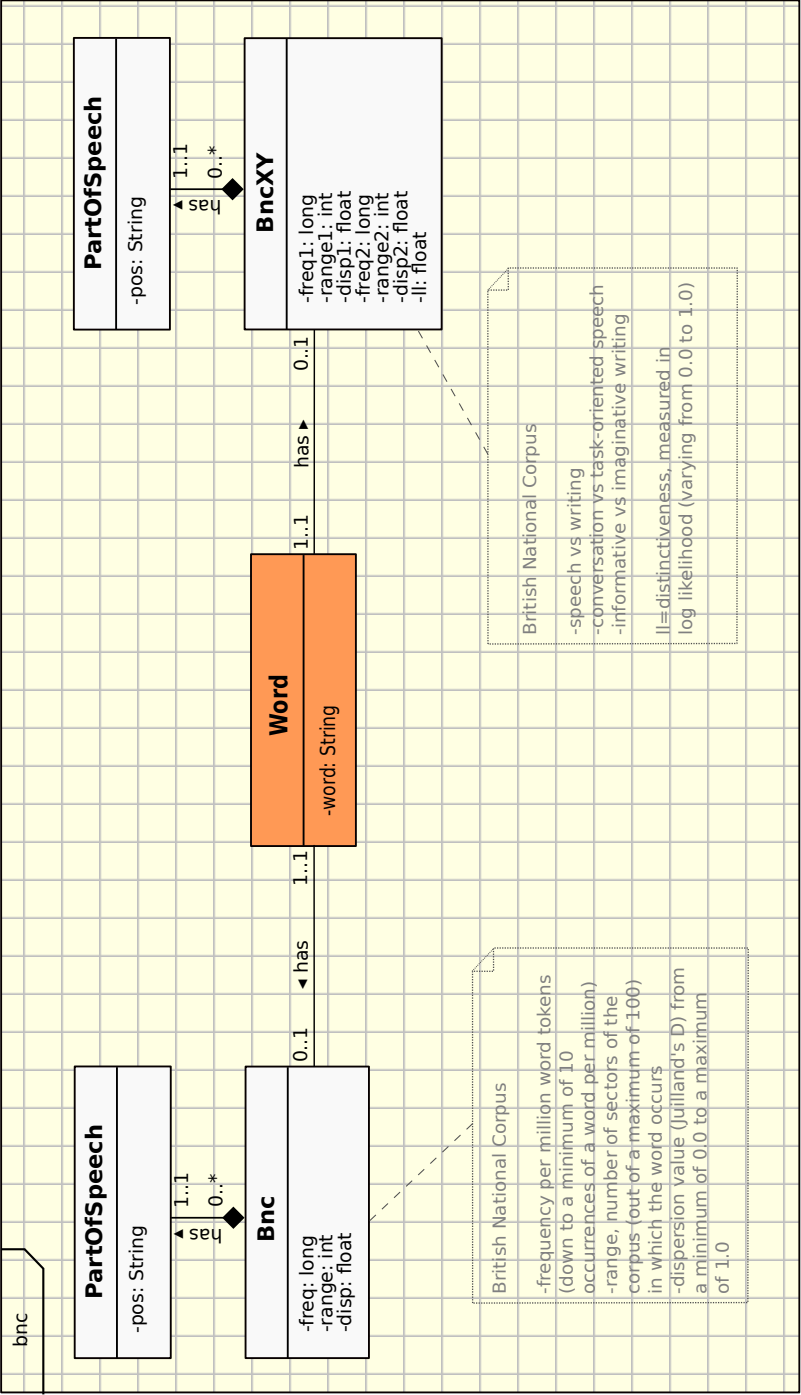 bnc
PartOfSpeech
-pos: String
1..1
has
0..*
Bnc
-freq: long
-range: int
-disp: float
0..1
◀ has
1..1
Word
-word: String
1..1
has ▶
0..1
PartOfSpeech
-pos: String
1..1
has
0..*
BncXY
-freq1: long
-range1: int
-disp1: float
-freq2: long
-range2: int
-disp2: float
-ll: float
British National Corpus
-frequency per million word tokens
(down to a minimum of 10
occurrences of a word per million)
-range, number of sectors of the
corpus (out of a maximum of 100)
in which the word occurs
-dispersion value (Juilland's D) from
a minimum of 0.0 to a maximum
of 1.0
British National Corpus
-speech vs writing
-conversation vs task-oriented speech
-informative vs imaginative writing
ll=distinctiveness, measured in
log likelihood (varying from 0.0 to 1.0)